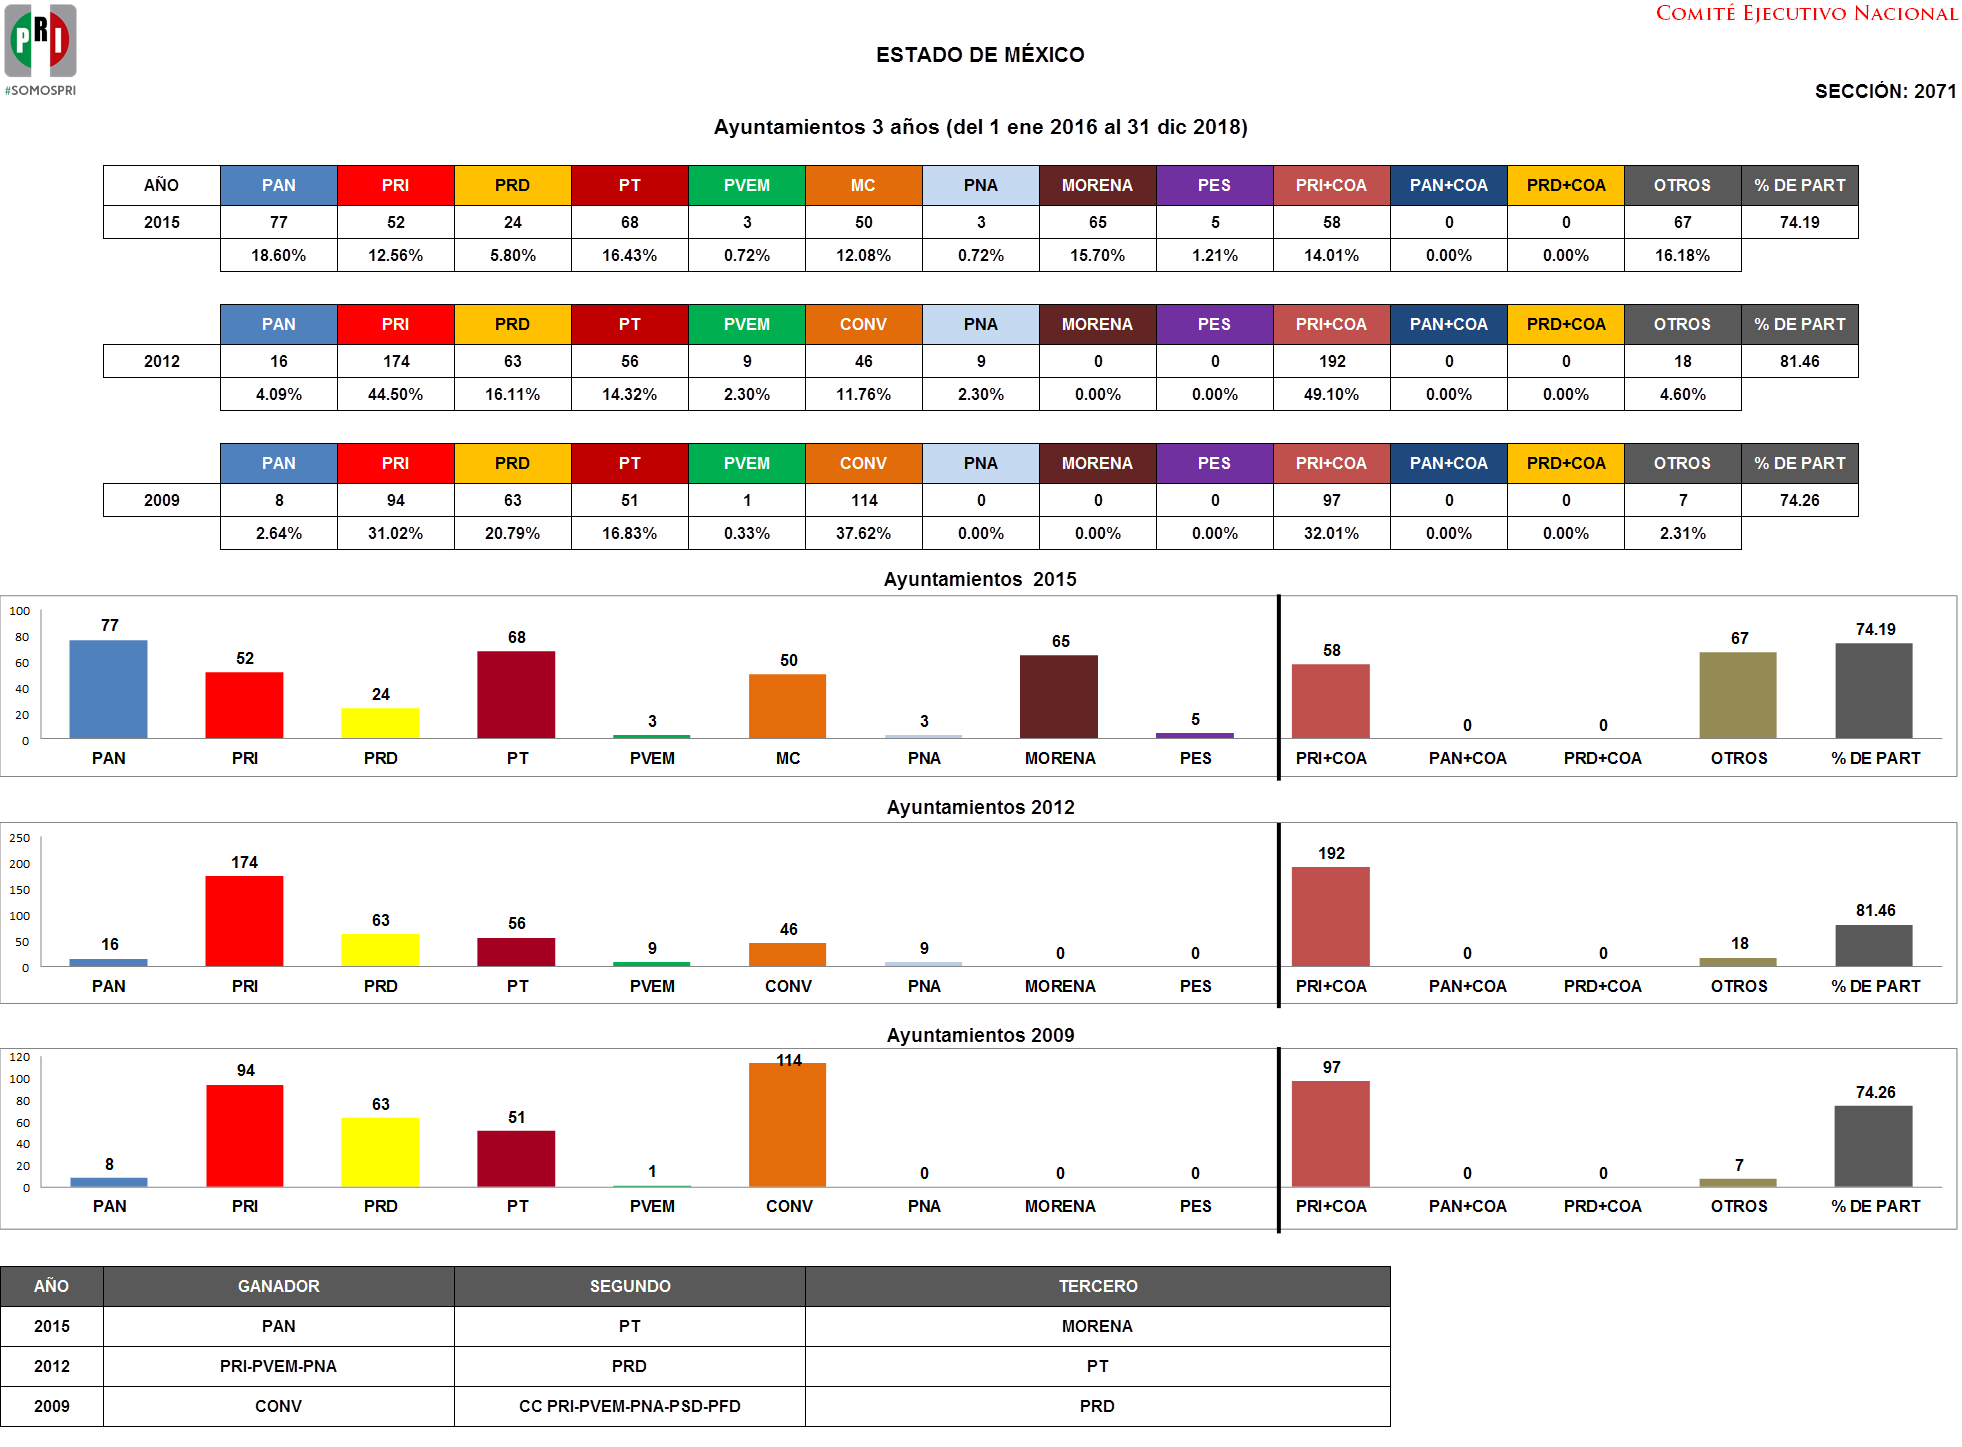 PRI
#SOMOSPRI
COMITÉ EJECUTIVO NACIONAL
ESTADO DE MÉXICO
SECCIÓN: 2071
Ayuntamientos 3 años (del 1 ene 2016 al 31 dic 2018)
AÑO PAN PRI PRD PT PVEM MC PNA MORENA PES PRI+COA PAN+COA PRD+COA OTROS % DE PART
2015 77 52 24 68 3 50 3 65 5 58 0 0 67 74.19
18.60% 12.56% 5.80% 16.43% 0.72% 12.08% 0.72% 15.70% 1.21% 14.01% 0.00% 0.00% 16.18%
PAN PRI PRD PT PVEM CONV PNA MORENA PES PRI+COA PAN+COA PRD+COA OTROS % DE PART
2012 16 174 63 56 9 46 9 0 0 192 0 0 18 81.46
4.09% 44.50% 16.11% 14.32% 2.30% 11.76% 2.30% 0.00% 0.00% 49.10% 0.00% 0.00% 4.60%
PAN PRI PRD PT PVEM CONV PNA MORENA PES PRI+COA PAN+COA PRD+COA OTROS % DE PART
2009 8 94 63 51 1 114 0 0 0 97 0 0 7 74.26
2.64% 31.02% 20.79% 16.83% 0.33% 37.62% 0.00% 0.00% 0.00% 32.01% 0.00% 0.00% 2.31%
Ayuntamientos 2015
100
80
60
40
20
0
77 52 24 68 3 50 3 65 5 58 0 0 67 74.19
PAN PRI PRD PT PVEM MC PNA MORENA PES PRI+COA PAN+COA PRD+COA OTROS % DE PART
Ayuntamientos 2012
250
200
150
100
50
0
16 174 63 56 9 46 9 0 0 192 0 0 18 81.46
PAN PRI PRD PT PVEM CONV PNA MORENA PES PRI+COA PAN+COA PRD+COA OTROS % DE PART
Ayuntamientos 2009
120
100
80
60
40
20
0
8 94 63 51 1 114 0 0 0 97 0 0 7 74.26
PAN PRI PRD PT PVEM CONV PNA MORENA PES PRI+COA PAN+COA PRD+COA OTROS % DE PART
AÑO GANADOR SEGUNDO TERCERO
2015 PAN PT MORENA
2012 PRI-PVEM-PNA PRD PT
2009 CONV CC PRI-PVEM-PNA-PSD-PFD PRD